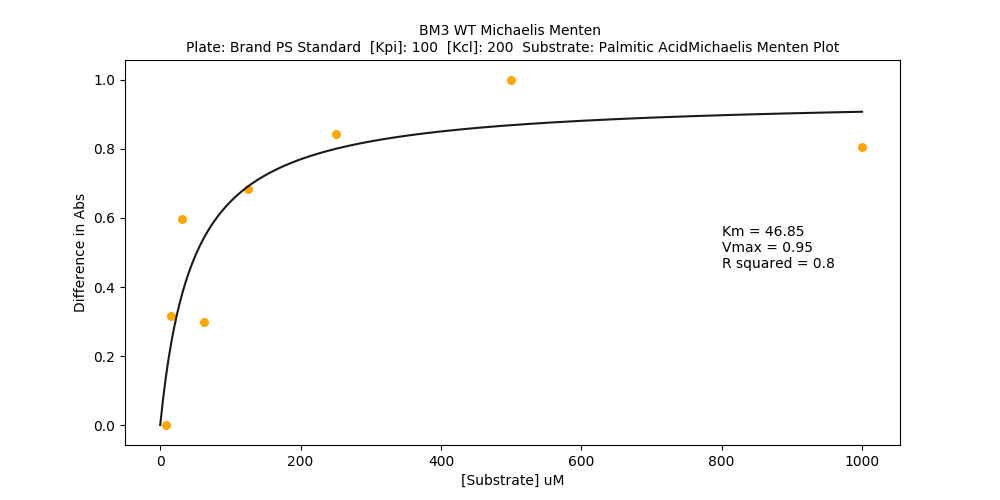 BM3 WT Michaelis Menten
Plate: Brand PS Standard  [Kpi]: 100  [Kcl]: 200  Substrate: Palmitic AcidMichaelis Menten Plot
1.0
0.8
0.6
0.4
0.2
0.0
Difference in Abs
Km = 46.85
Vmax = 0.95
R squared = 0.8
0 200 400 600 800 1000
[Substrate] uM